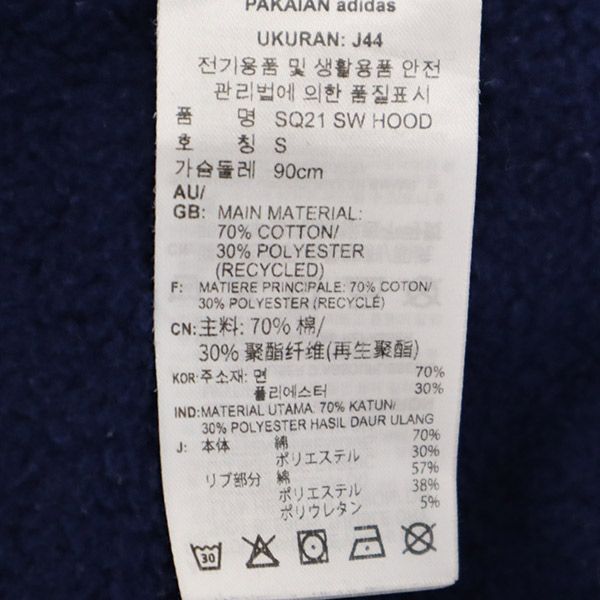 PAKAIAN adidas
UKURAN: J44
전기용품 및 생활용품 안전
관리법에 의한 품질표시
품 명 SQ21 SW HOOD
호 칭 S
가슴둘레 90cm
AU/
GB: MAIN MATERIAL:
70% COTTON/
30% POLYESTER
(RECYCLED)
F: MATIERE PRINCIPALE: 70% COTON/
30% POLYESTER (RECYCLÉ)
CN: 主料: 70% 棉/
30% 聚酯纤维(再生聚酯)
KOR: 주소재: 면 70%
폴리에스터 30%
IND: MATERIAL UTAMA: 70% KATUN/
30% POLYESTER HASIL DAUR ULANG
J: 本体 綿 70%
ポリエステル 30%
リブ部分 綿 57%
ポリエステル 38%
ポリウレタン 5%
30